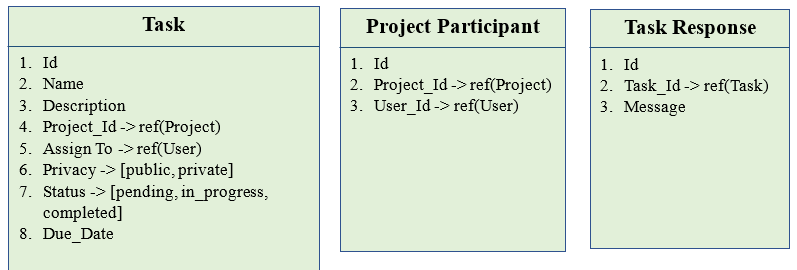 Task
1. Id
2. Name
3. Description
4. Project_Id -> ref(Project)
5. Assign To -> ref(User)
6. Privacy -> [public, private]
7. Status -> [pending, in_progress,
completed]
8. Due_Date
Project Participant
1. Id
2. Project_Id -> ref(Project)
3. User_Id -> ref(User)
Task Response
1. Id
2. Task_Id -> ref(Task)
3. Message